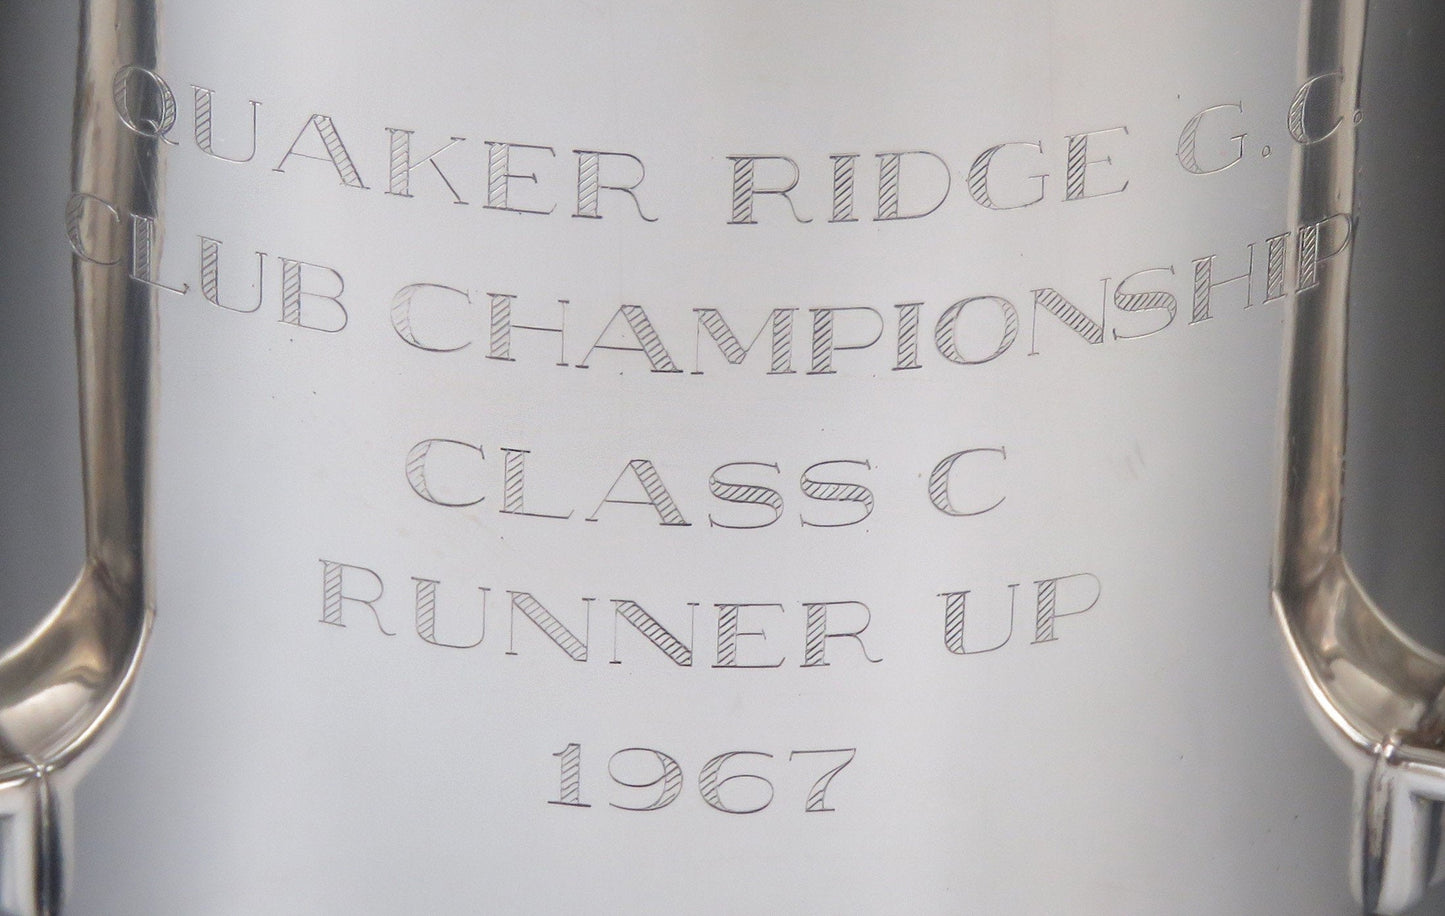 QUAKER RIDGE G.C.
CLUB CHAMPIONSHIP
CLASS C
RUNNER UP
1967